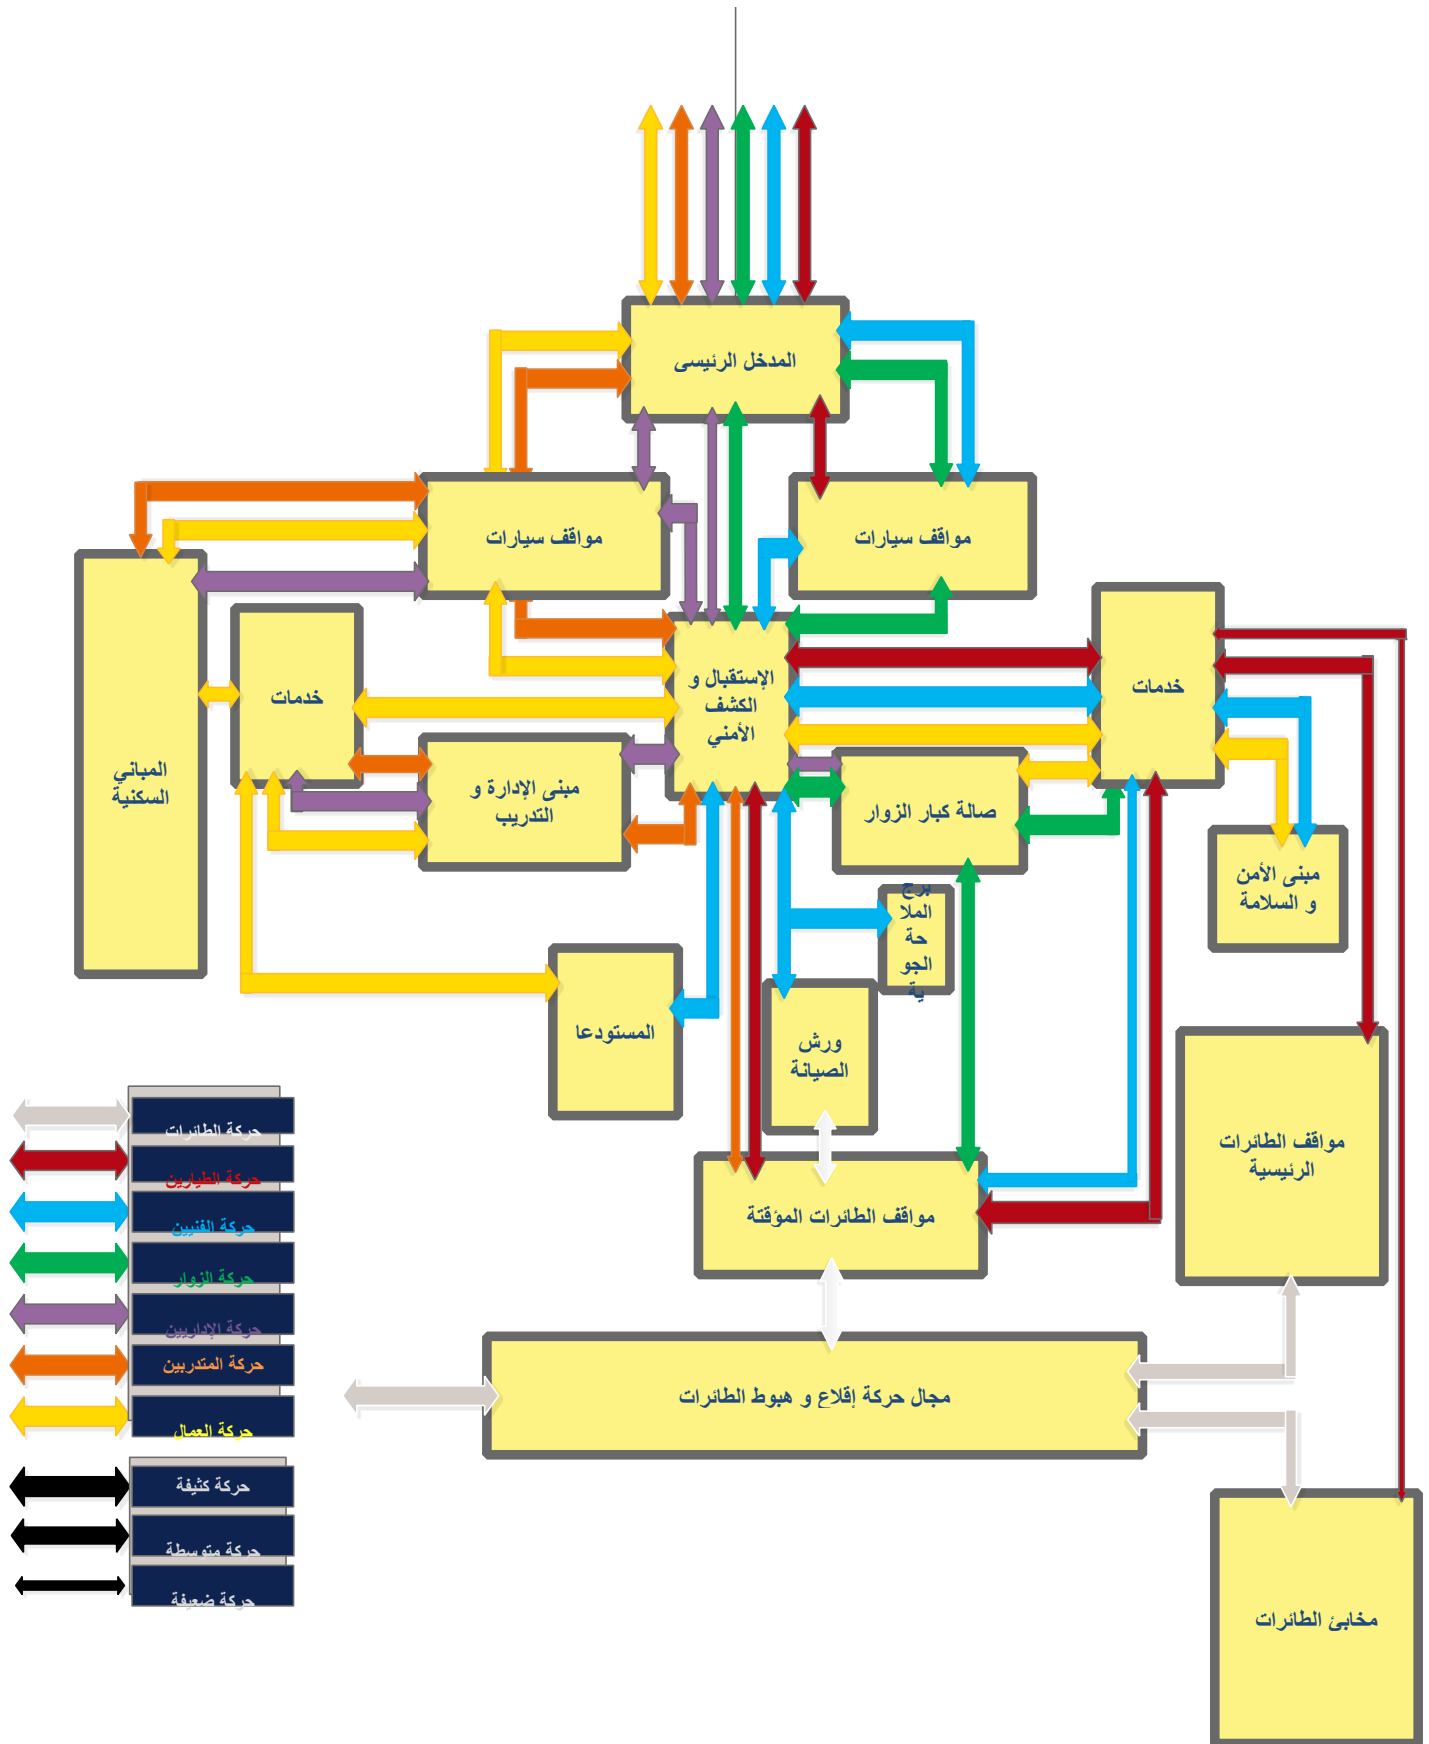 المدخل الرئيسى
مواقف سيارات
مواقف سيارات
الإستقبال و
الكشف
الأمني
خدمات
خدمات
المباني
السكنية
مبنى الإدارة و
التدريب
صالة كبار الزوار
مبنى الأمن
و السلامة
برج
الملا
حة
الجو
ية
المستودعا
ورش
الصيانة
مواقف الطائرات
الرئيسية
مواقف الطائرات المؤقتة
مجال حركة إقلاع و هبوط الطائرات
مخابئ الطائرات
حركة الطائرات
حركة الطيارين
حركة الفنيين
حركة الزوار
حركة الإداريين
حركة المتدربين
حركة العمال
حركة كثيفة
حركة متوسطة
حركة ضعيفة